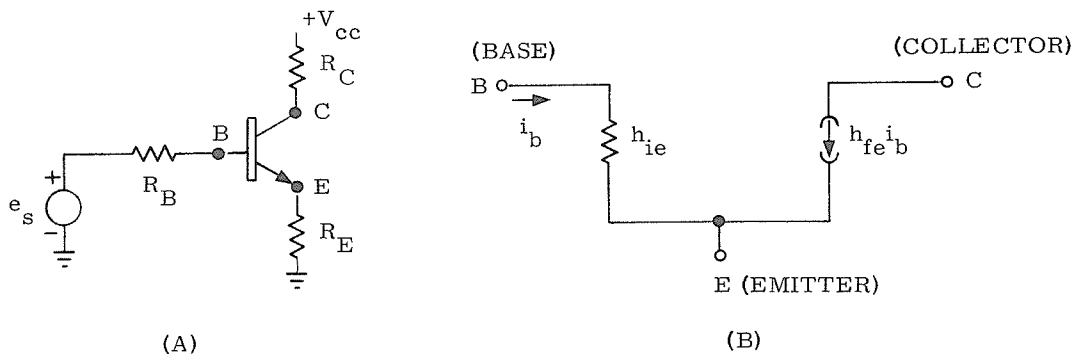 +Vcc
RC
C
B
E
RB
RE
es
+
-
(A)
(BASE)
B
ib
hie
(COLLECTOR)
C
hfeib
E (EMITTER)
(B)